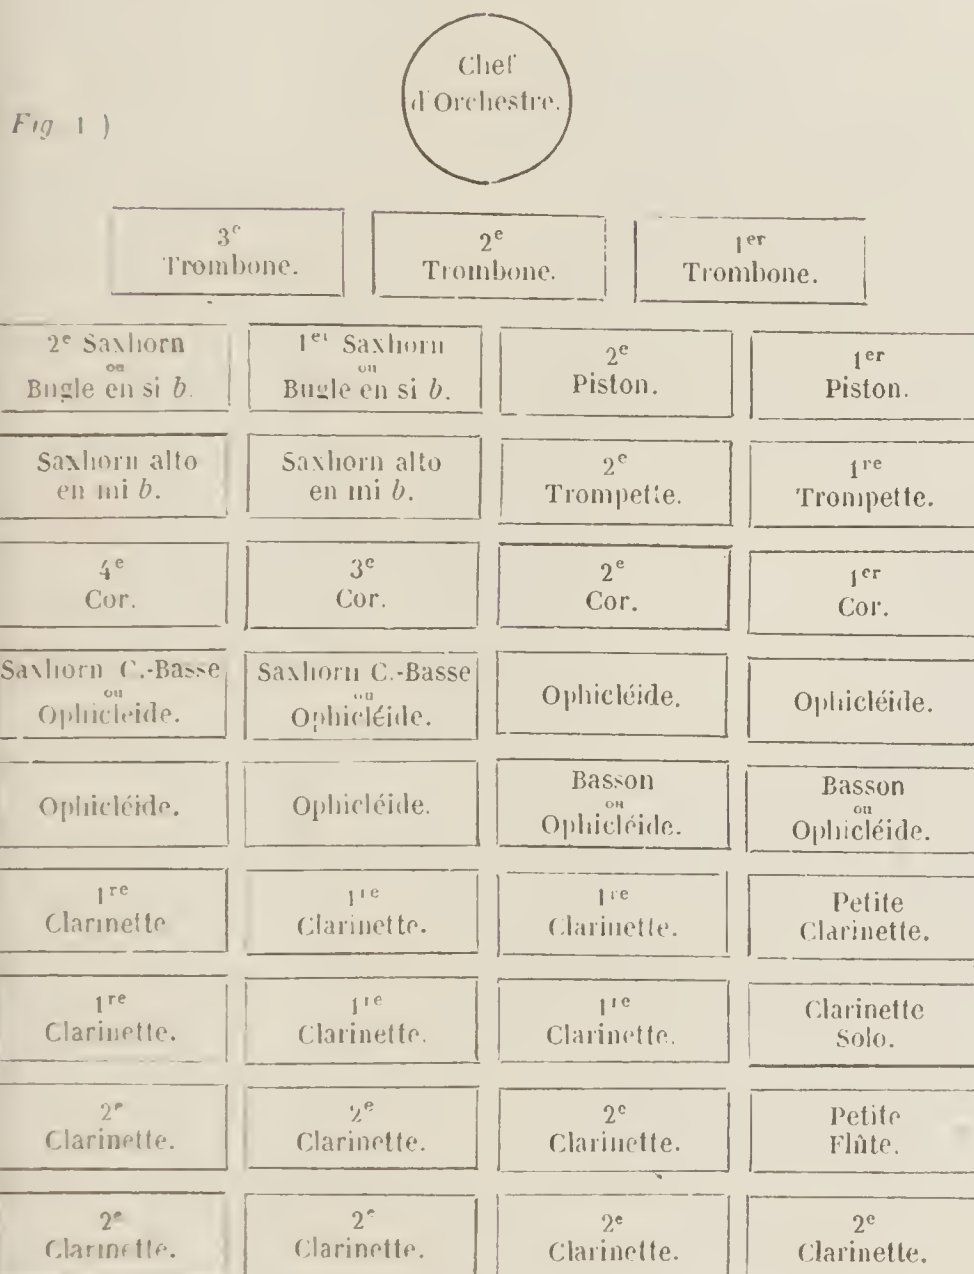 Chef
d'Orchestre.
Fig 1 )
3e
Trombone.
2e
Trombone.
1er
Trombone.
2e Saxhorn
ou
Bugle en si b.
1er Saxhorn
ou
Bugle en si b.
2e
Piston.
1er
Piston.
Saxhorn alto
en mi b.
Saxhorn alto
en mi b.
2e
Trompette.
1re
Trompette.
4e
Cor.
3e
Cor.
2e
Cor.
1er
Cor.
Saxhorn C.-Basse
ou
Ophicléide.
Saxhorn C.-Basse
ou
Ophicléide.
Ophicléide.
Ophicléide.
Ophicléide.
Ophicléide.
Basson
ou
Ophicléide.
Basson
ou
Ophicléide.
1re
Clarinette
1re
Clarinette.
1re
Clarinette.
Petite
Clarinette.
1re
Clarinette.
1re
Clarinette.
1re
Clarinette.
Clarinette
Solo.
2e
Clarinette.
2e
Clarinette.
2e
Clarinette.
Petite
Flûte.
2e
Clarinette.
2e
Clarinette.
2e
Clarinette.
2e
Clarinette.